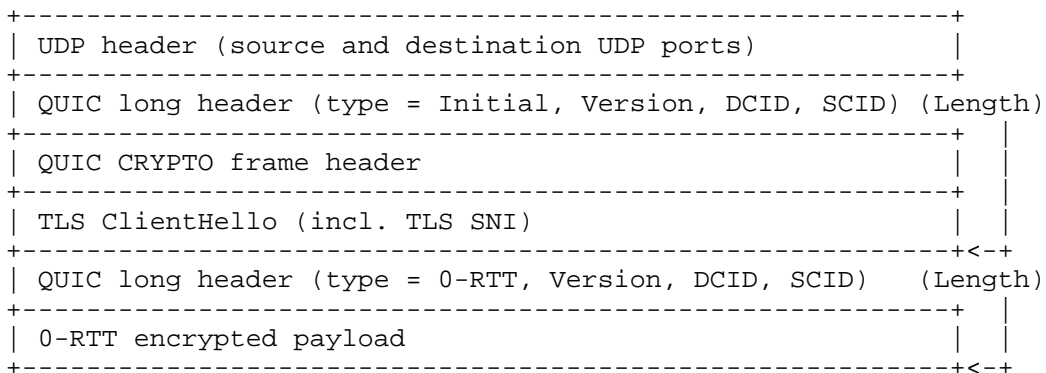 +----------------------------------------------------------+
| UDP header (source and destination UDP ports)            |
+----------------------------------------------------------+
| QUIC long header (type = Initial, Version, DCID, SCID) (Length)
+----------------------------------------------------------+  |
| QUIC CRYPTO frame header                                 |  |
+----------------------------------------------------------+  |
| TLS ClientHello (incl. TLS SNI)                          |  |
+----------------------------------------------------------+<-+
| QUIC long header (type = 0-RTT, Version, DCID, SCID)   (Length)
+----------------------------------------------------------+  |
| 0-RTT encrypted payload                                  |  |
+----------------------------------------------------------+<-+